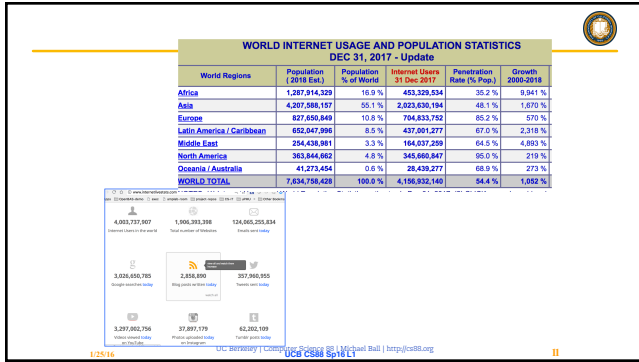 WORLD INTERNET USAGE AND POPULATION STATISTICS
DEC 31, 2017 - Update
World Regions Population ( 2018 Est.) Population % of World Internet Users 31 Dec 2017 Penetration Rate (% Pop.) Growth 2000-2018
Africa 1,287,914,329 16.9 % 453,329,534 35.2 % 9,941 %
Asia 4,207,588,157 55.1 % 2,023,630,194 48.1 % 1,670 %
Europe 827,650,849 10.8 % 704,833,752 85.2 % 570 %
Latin America / Caribbean 652,047,996 8.5 % 437,001,277 67.0 % 2,318 %
Middle East 254,438,981 3.3 % 164,037,259 64.5 % 4,893 %
North America 363,844,662 4.8 % 345,660,847 95.0 % 219 %
Oceania / Australia 41,273,454 0.6 % 28,439,277 68.9 % 273 %
WORLD TOTAL 7,634,758,428 100.0 % 4,156,932,140 54.4 % 1,052 %
www.internetlivestats.com
4,003,737,907 1,906,393,398 124,065,255,834
Internet Users in the world Total number of Websites Emails sent today
3,026,650,785 2,858,890 357,960,955
Google searches today Blog posts written today Tweets sent today
3,297,002,756 37,897,179 62,202,109
Videos viewed today Photos uploaded today Tumblr posts today
on YouTube on Instagram
1/25/16 UC Berkeley | Computer Science 88 | Michael Ball | http://cs88.org II
UCB CS88 Sp16 L1